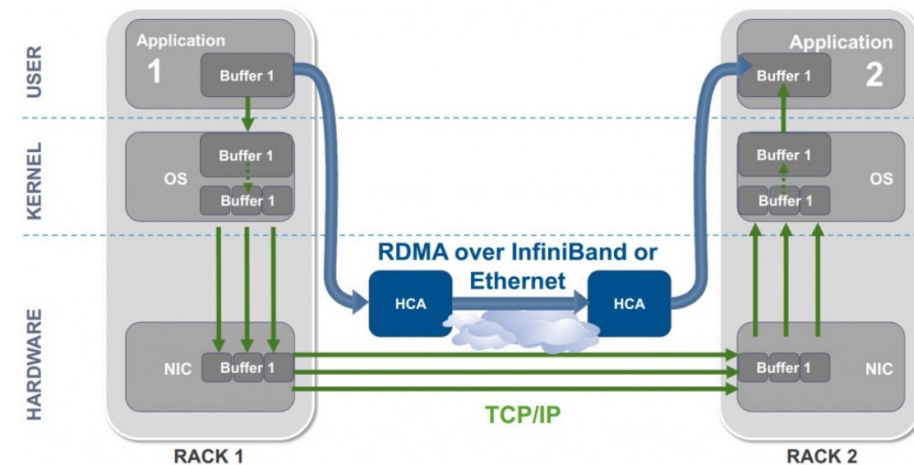 USER
KERNEL
HARDWARE
Application
1
Buffer 1
OS
Buffer 1
Buffer 1
NIC
Buffer 1
RACK 1
RDMA over InfiniBand or
Ethernet
HCA
HCA
TCP/IP
Application
2
Buffer 1
Buffer 1
OS
Buffer 1
Buffer 1
NIC
RACK 2